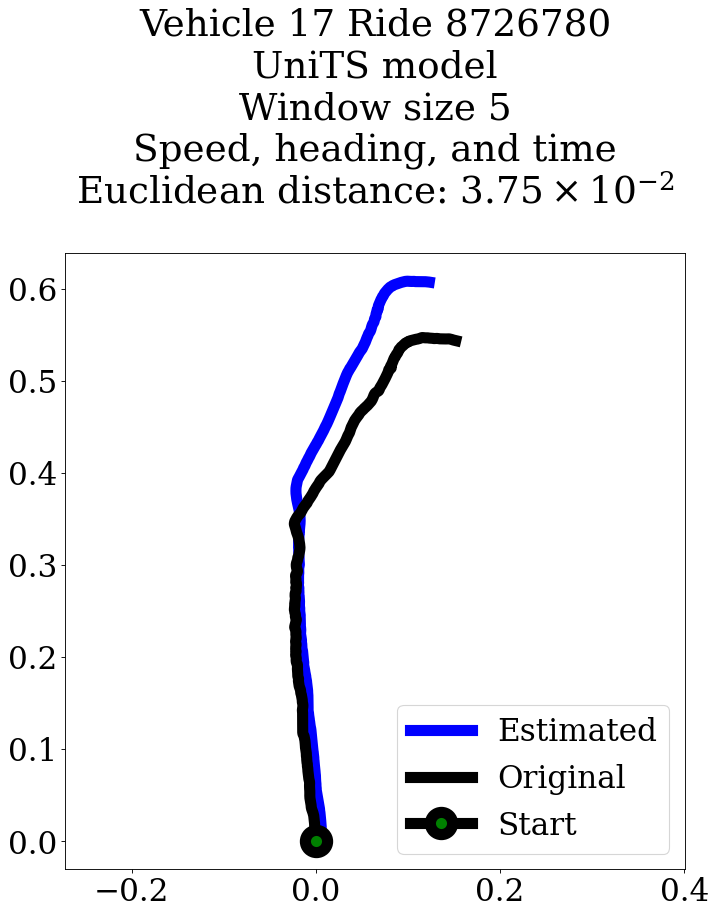 Vehicle 17 Ride 8726780
UniTS model
Window size 5
Speed, heading, and time
Euclidean distance: 3.75 × 10⁻²
0.6
0.5
0.4
0.3
0.2
0.1
0.0
−0.2 0.0 0.2 0.4
Estimated
Original
Start